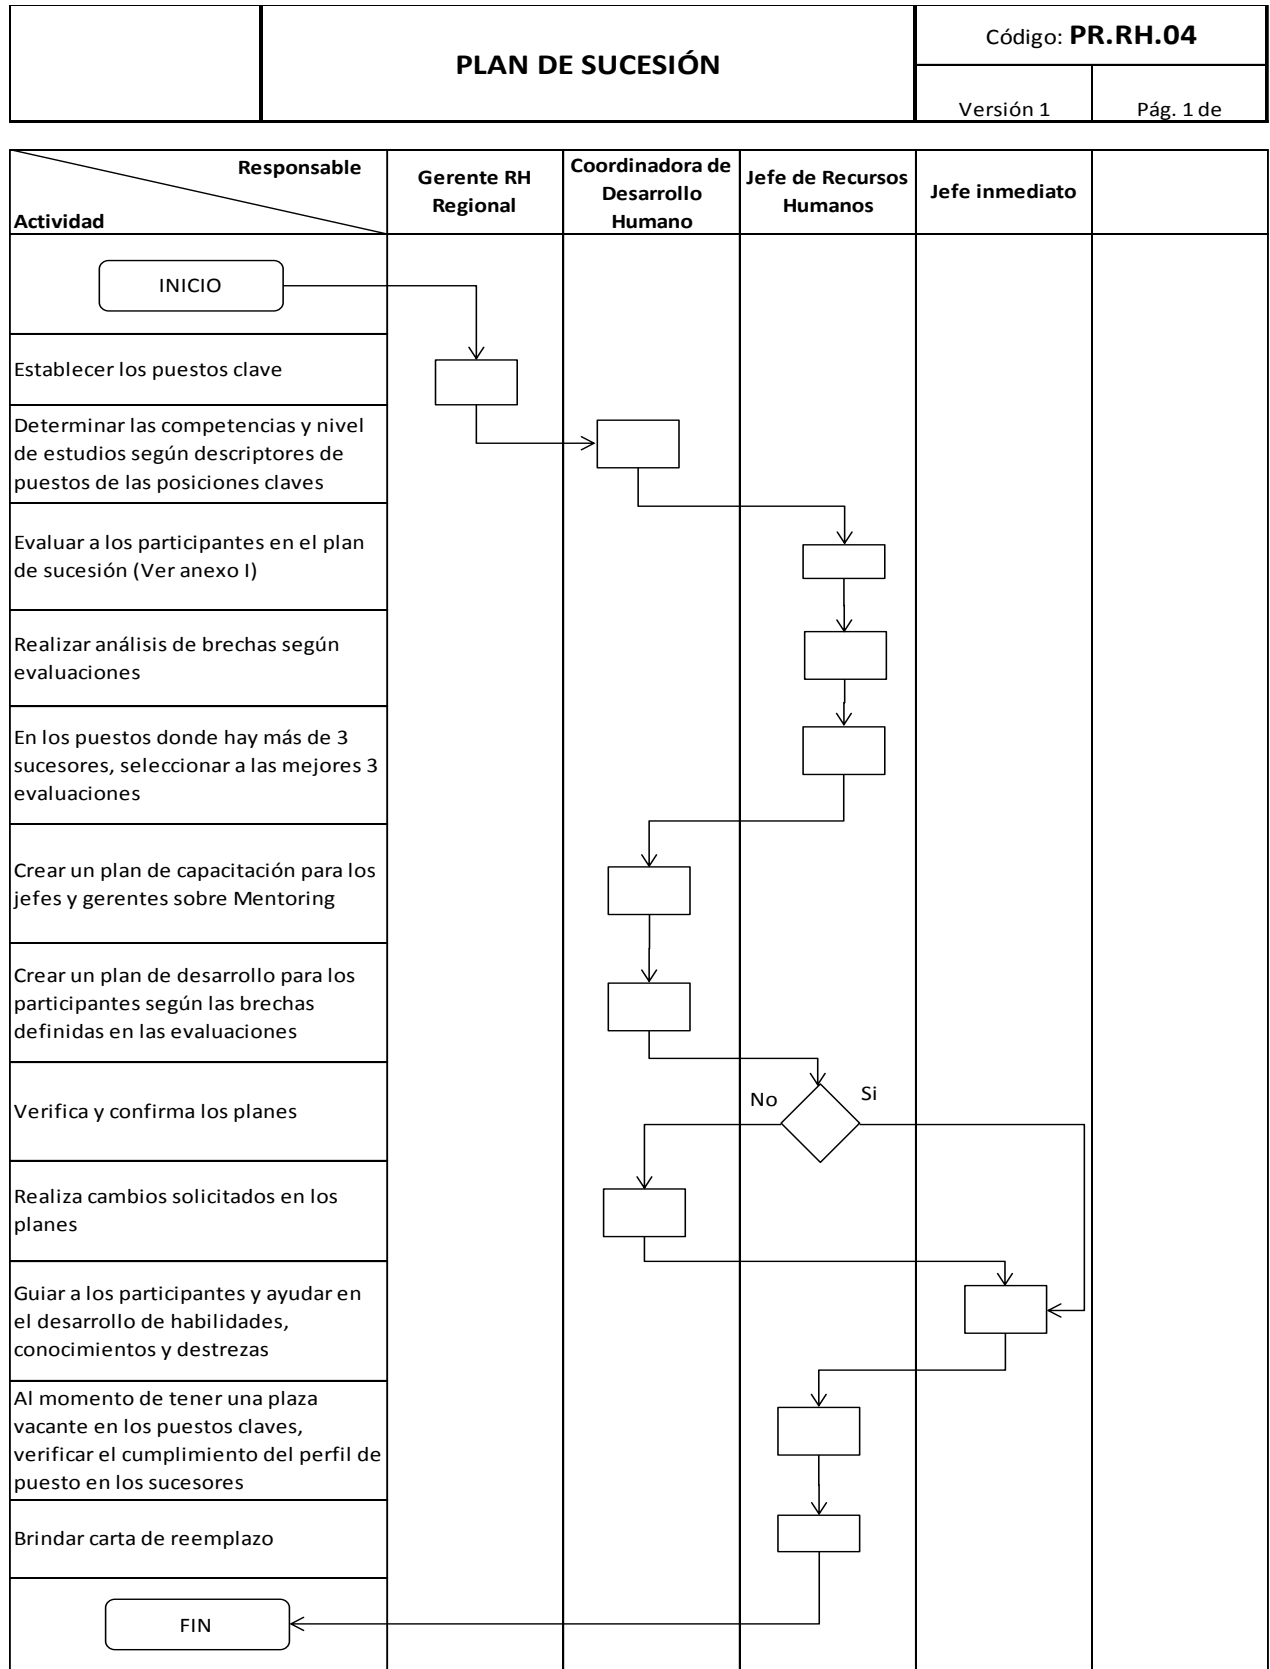 PLAN DE SUCESIÓN
Código: PR.RH.04
Versión 1
Pág. 1 de
Responsable
Actividad
Gerente RH
Regional
Coordinadora de
Desarrollo
Humano
Jefe de Recursos
Humanos
Jefe inmediato
INICIO
Establecer los puestos clave
Determinar las competencias y nivel
de estudios según descriptores de
puestos de las posiciones claves
Evaluar a los participantes en el plan
de sucesión (Ver anexo I)
Realizar análisis de brechas según
evaluaciones
En los puestos donde hay más de 3
sucesores, seleccionar a las mejores 3
evaluaciones
Crear un plan de capacitación para los
jefes y gerentes sobre Mentoring
Crear un plan de desarrollo para los
participantes según las brechas
definidas en las evaluaciones
Verifica y confirma los planes
No
Si
Realiza cambios solicitados en los
planes
Guiar a los participantes y ayudar en
el desarrollo de habilidades,
conocimientos y destrezas
Al momento de tener una plaza
vacante en los puestos claves,
verificar el cumplimiento del perfil de
puesto en los sucesores
Brindar carta de reemplazo
FIN